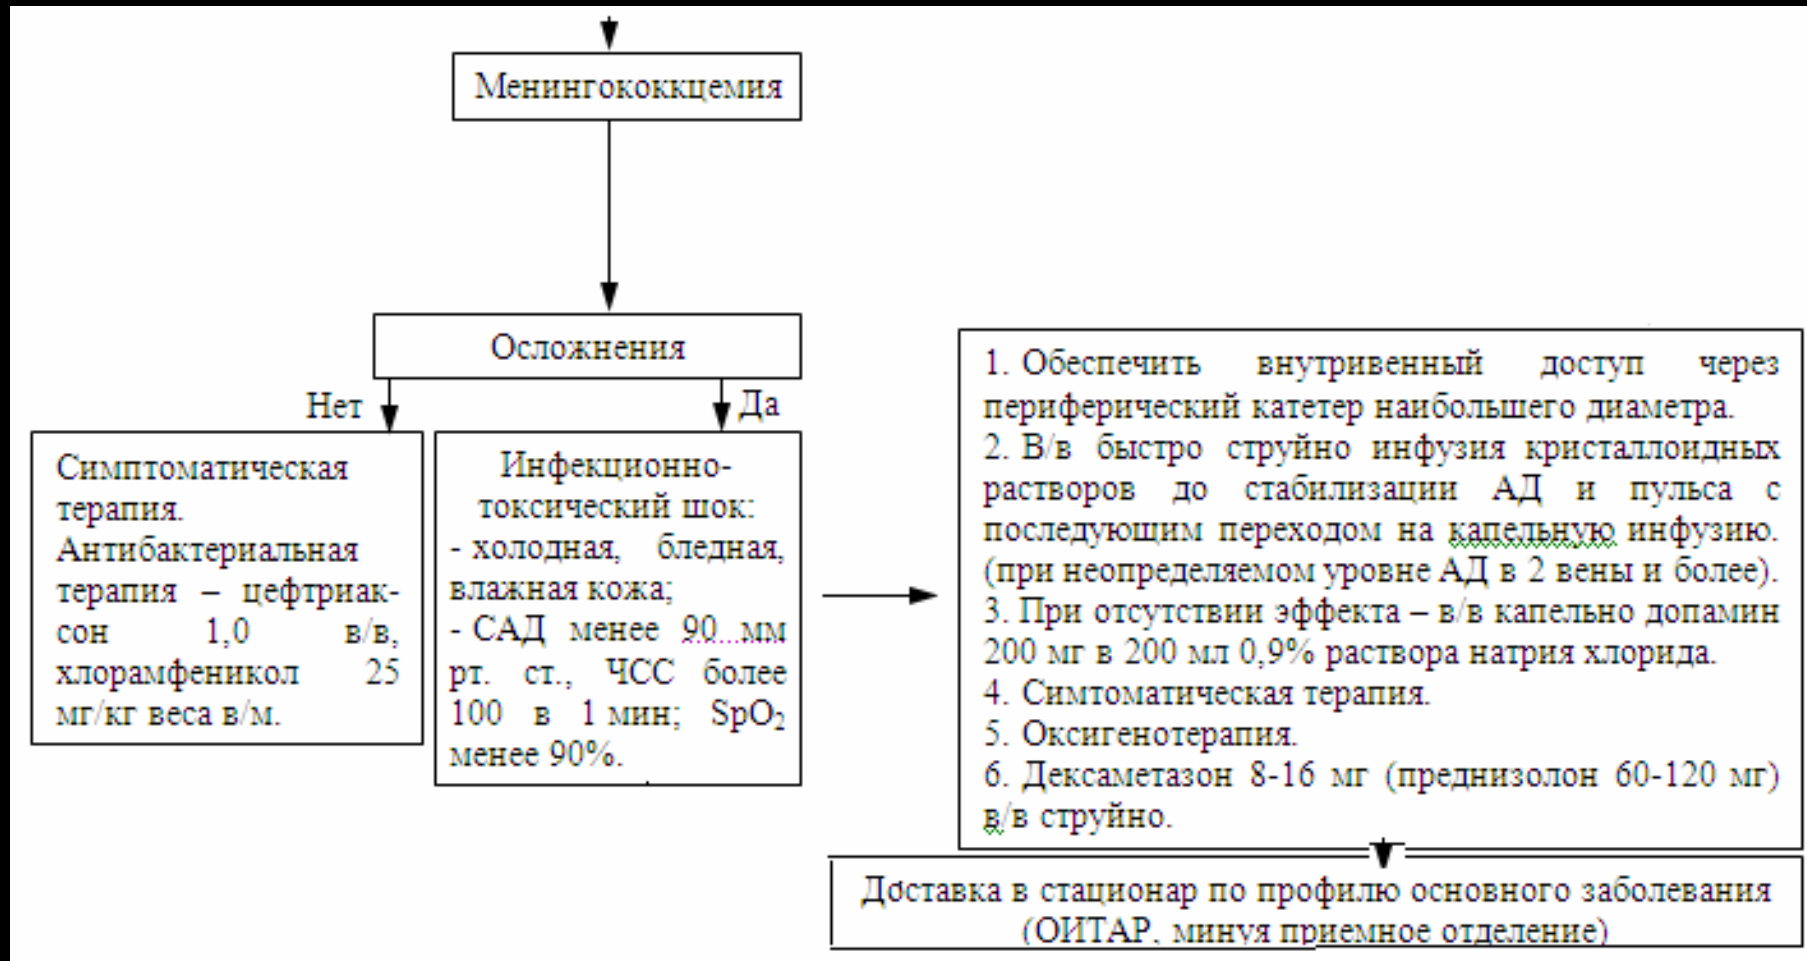 Менингококкцемия
Осложнения
Нет
Да
Симптоматическая
терапия.
Антибактериальная
терапия – цефтриак-
сон 1,0 в/в,
хлорамфеникол 25
мг/кг веса в/м.
Инфекционно-
токсический шок:
- холодная, бледная,
влажная кожа;
- САД менее 90 мм
рт. ст., ЧСС более
100 в 1 мин; SpO₂
менее 90%.
1. Обеспечить внутривенный доступ через
периферический катетер наибольшего диаметра.
2. В/в быстро струйно инфузия кристаллоидных
растворов до стабилизации АД и пульса с
последующим переходом на капельную инфузию.
(при неопределяемом уровне АД в 2 вены и более).
3. При отсутствии эффекта – в/в капельно допамин
200 мг в 200 мл 0,9% раствора натрия хлорида.
4. Симтоматическая терапия.
5. Оксигенотерапия.
6. Дексаметазон 8-16 мг (преднизолон 60-120 мг)
в/в струйно.
Доставка в стационар по профилю основного заболевания
(ОИТАР, минуя приемное отделение)